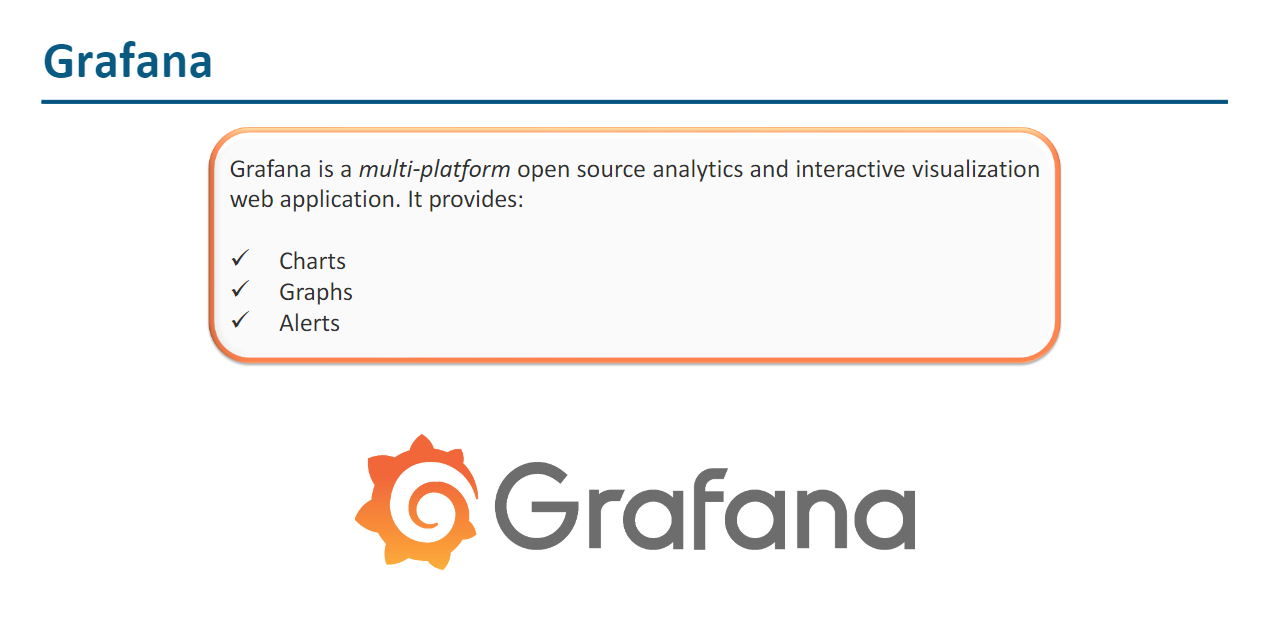 Grafana
Grafana is a multi-platform open source analytics and interactive visualization
web application. It provides:
✓ Charts
✓ Graphs
✓ Alerts
Grafana